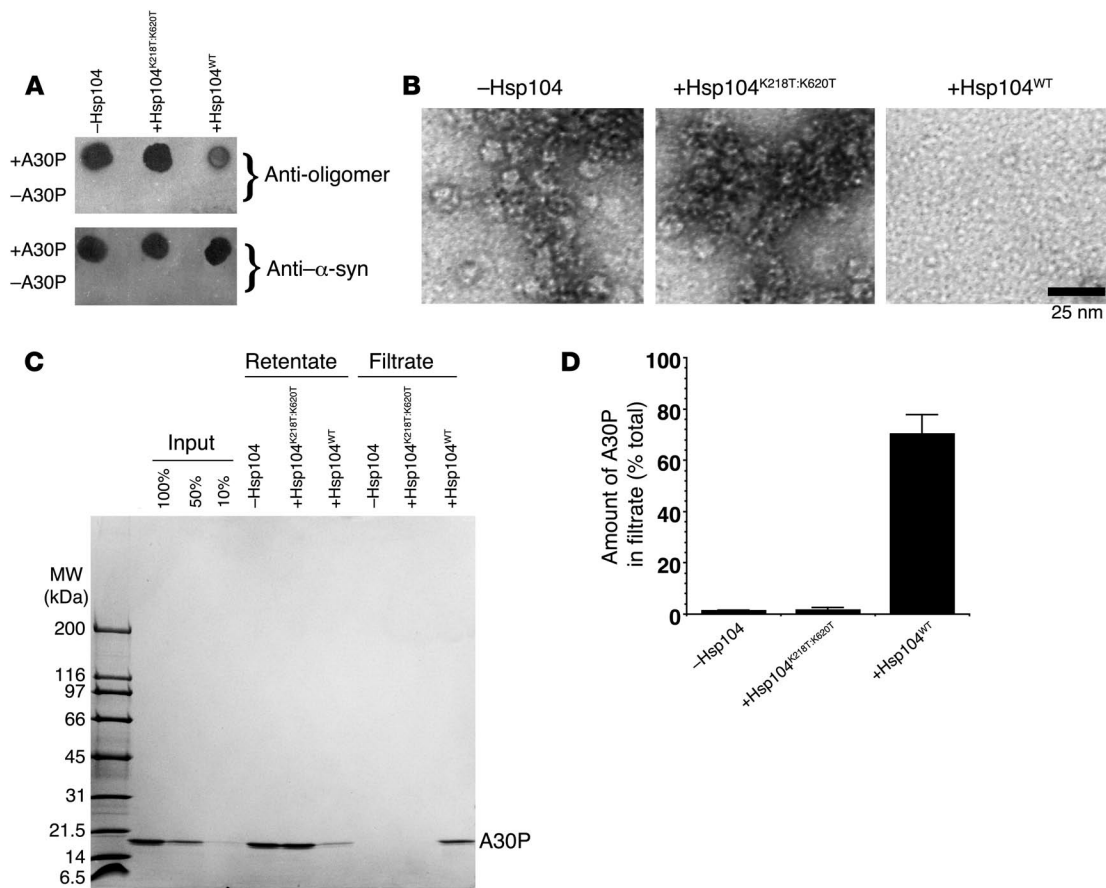 A
–Hsp104
+Hsp104K218T:K620T
+Hsp104WT
+A30P
–A30P
Anti-oligomer
+A30P
–A30P
Anti–α-syn
B
–Hsp104
+Hsp104K218T:K620T
+Hsp104WT
25 nm
C
Retentate
Filtrate
Input
100%
50%
10%
–Hsp104
+Hsp104K218T:K620T
+Hsp104WT
–Hsp104
+Hsp104K218T:K620T
+Hsp104WT
MW
(kDa)
200
116
97
66
45
31
21.5
14
6.5
A30P
D
Amount of A30P
in filtrate (% total)
100
80
60
40
20
0
–Hsp104
+Hsp104K218T:K620T
+Hsp104WT